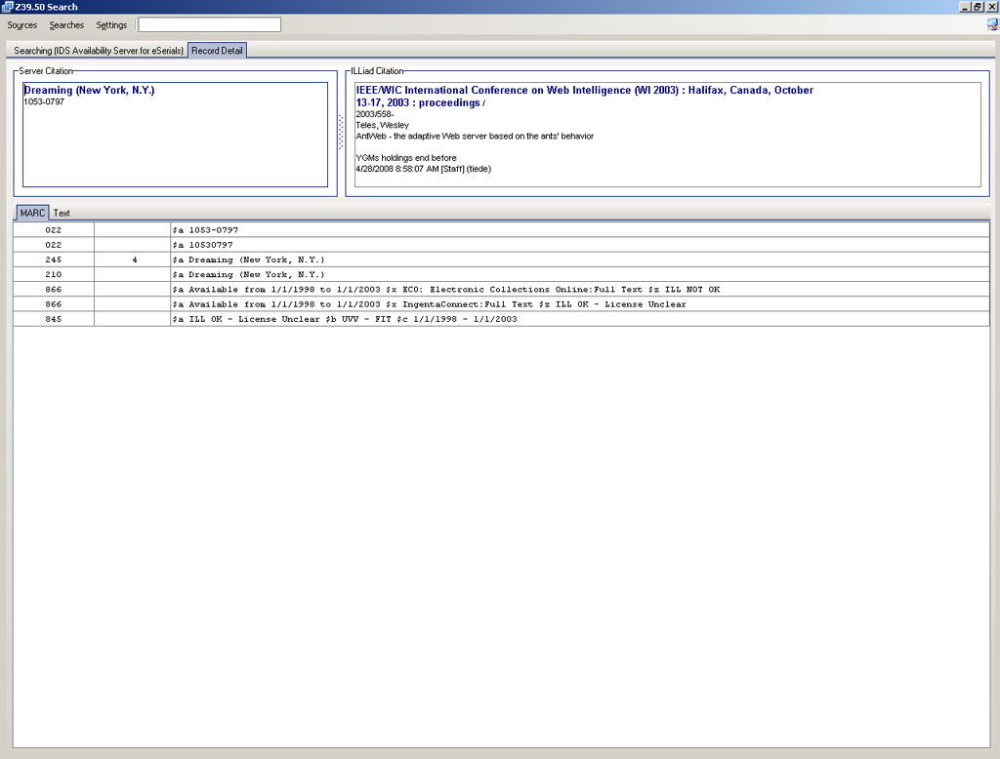 Z39.50 Search
Sources Searches Settings
Searching (IDS Availability Server for eSerials) Record Detail
Server Citation
Dreaming (New York, N.Y.)
1053-0797
ILLiad Citation
IEEE/WIC International Conference on Web Intelligence (WI 2003) : Halifax, Canada, October
13-17, 2003 : proceedings /
2003/558-
Teles, Wesley
AntWeb - the adaptive Web server based on the ants' behavior
YGMs holdings end before
4/28/2008 8:58:07 AM [Staff] (tiede)
MARC Text
022 $a 1053-0797
022 $a 10530797
245 4 $a Dreaming (New York, N.Y.)
210 $a Dreaming (New York, N.Y.)
866 $a Available from 1/1/1998 to 1/1/2003 $x ECO: Electronic Collections Online:Full Text $z ILL NOT OK
866 $a Available from 1/1/1998 to 1/1/2003 $x IngentaConnect:Full Text $z ILL OK - License Unclear
845 $a ILL OK - License Unclear $b UVV - FIT $c 1/1/1998 - 1/1/2003